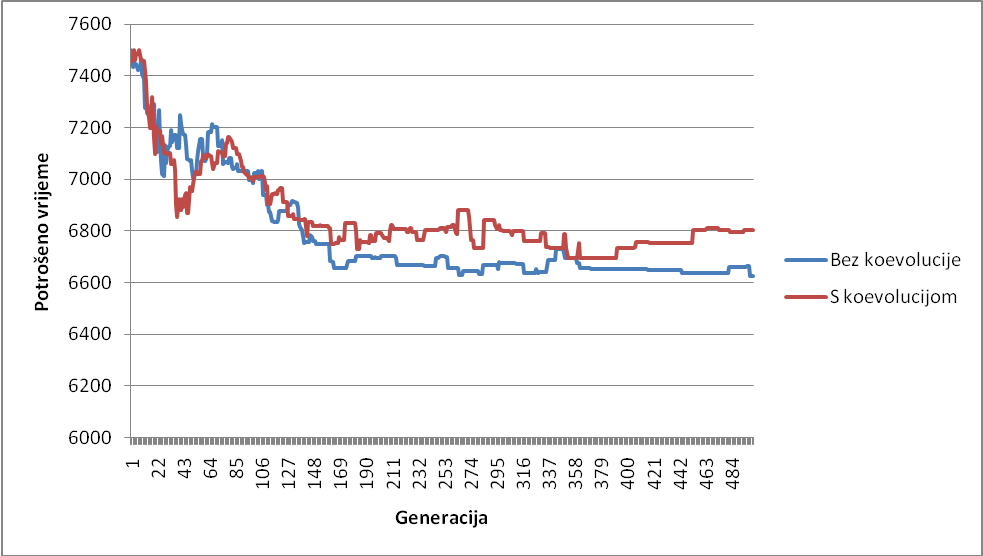 7600
7400
7200
7000
6800
6600
6400
6200
6000
Potrošeno vrijeme
1 22 43 64 85 106 127 148 169 190 211 232 253 274 295 316 337 358 379 400 421 442 463 484
Generacija
Bez koevolucije
S koevolucijom